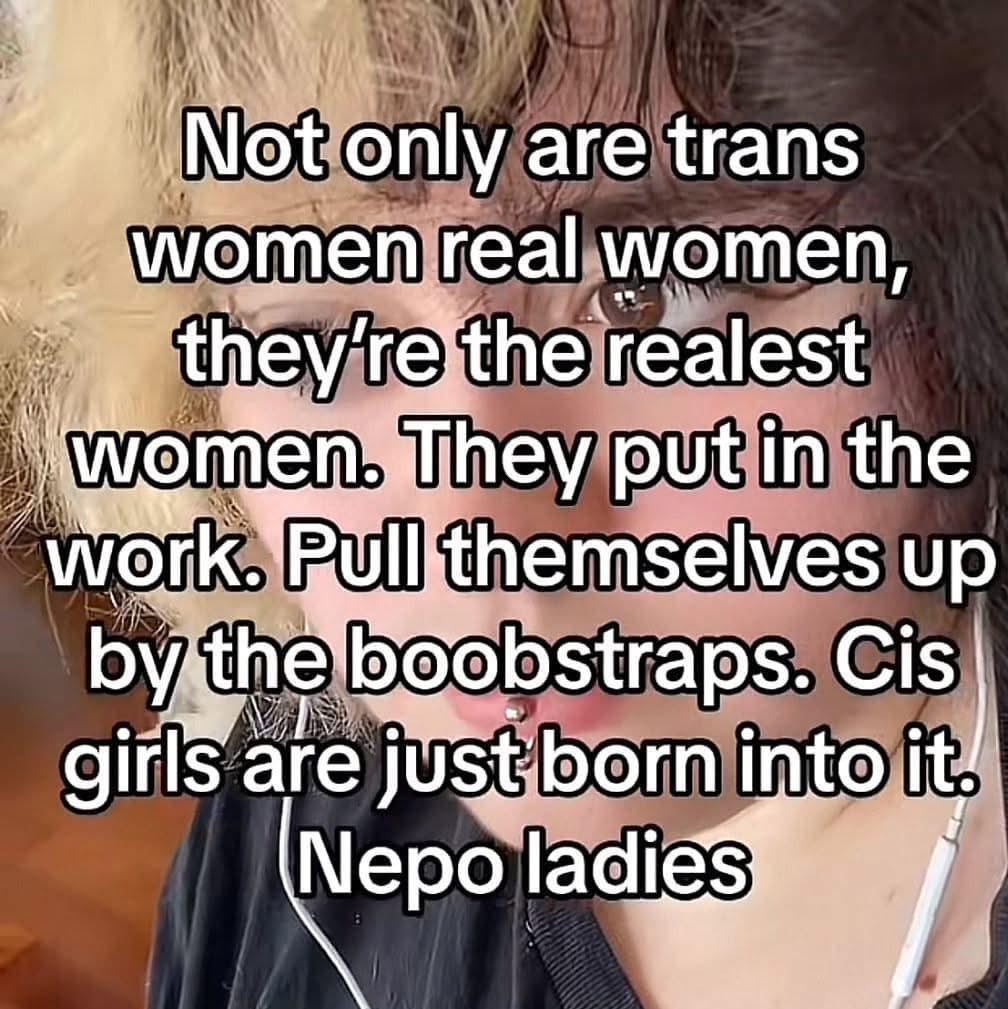 Not only are trans
women real women,
they're the realest
women. They put in the
work. Pull themselves up
by the boobstraps. Cis
girls are just born into it.
Nepo ladies